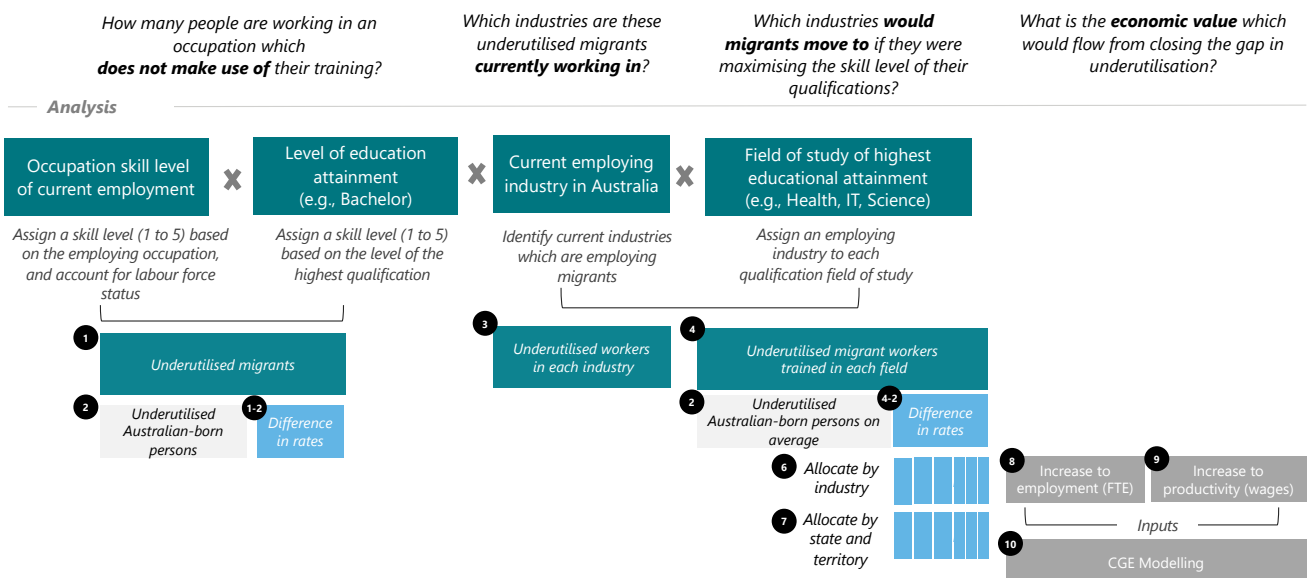 How many people are working in an
occupation which
does not make use of their training?
Which industries are these
underutilised migrants
currently working in?
Which industries would
migrants move to if they were
maximising the skill level of their
qualifications?
What is the economic value which
would flow from closing the gap in
underutilisation?
Analysis
Occupation skill level
of current employment
Level of education
attainment
(e.g., Bachelor)
Current employing
industry in Australia
Field of study of highest
educational attainment
(e.g., Health, IT, Science)
Assign a skill level (1 to 5) based
on the employing occupation,
and account for labour force
status
Assign a skill level (1 to 5)
based on the level of the
highest qualification
Identify current industries
which are employing
migrants
Assign an employing
industry to each
qualification field of study
1
Underutilised migrants
3
Underutilised workers
in each industry
4
Underutilised migrant workers
trained in each field
2
Underutilised
Australian-born
persons
1-2
Difference
in rates
2
Underutilised
Australian-born persons on
average
4-2
Difference
in rates
6
Allocate by
industry
7
Allocate by
state and
territory
8
Increase to
employment (FTE)
9
Increase to
productivity (wages)
Inputs
10
CGE Modelling